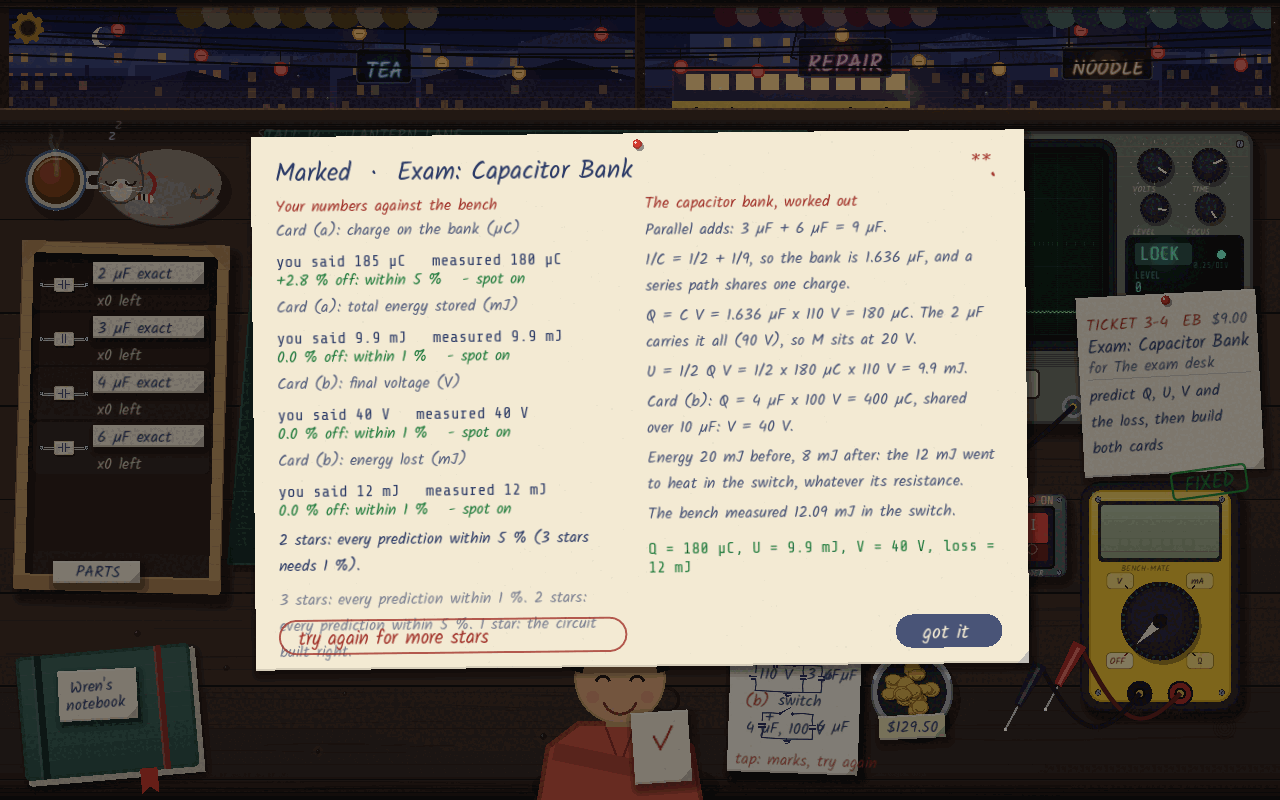 TEA
REPAIR
NOODLE
z
z
Marked · Exam: Capacitor Bank
**
Your numbers against the bench
Card (a): charge on the bank (µC)
you said 185 µC measured 180 µC
+2.8 % off: within 5 % - spot on
Card (a): total energy stored (mJ)
you said 9.9 mJ measured 9.9 mJ
0.0 % off: within 1 % - spot on
Card (b): final voltage (V)
you said 40 V measured 40 V
0.0 % off: within 1 % - spot on
Card (b): energy lost (mJ)
you said 12 mJ measured 12 mJ
0.0 % off: within 1 % - spot on
2 stars: every prediction within 5 % (3 stars
needs 1 %).
3 stars: every prediction within 1 %. 2 stars:
every prediction within 5 %. 1 star: the circuit
built right.
try again for more stars
The capacitor bank, worked out
Parallel adds: 3 µF + 6 µF = 9 µF.
1/C = 1/2 + 1/9, so the bank is 1.636 µF, and a
series path shares one charge.
Q = C V = 1.636 µF x 110 V = 180 µC. The 2 µF
carries it all (90 V), so M sits at 20 V.
U = 1/2 Q V = 1/2 x 180 µC x 110 V = 9.9 mJ.
Card (b): Q = 4 µF x 100 V = 400 µC, shared
over 10 µF: V = 40 V.
Energy 20 mJ before, 8 mJ after: the 12 mJ went
to heat in the switch, whatever its resistance.
The bench measured 12.09 mJ in the switch.
Q = 180 µC, U = 9.9 mJ, V = 40 V, loss =
12 mJ
got it
2 µF exact
x0 left
3 µF exact
x0 left
4 µF exact
x0 left
6 µF exact
x0 left
PARTS
Wren's
notebook
VOLTS
TIME
LEVEL
FOCUS
LOCK
LEVEL
0
TICKET 3-4 EB $9.00
Exam: Capacitor Bank
for The exam desk
predict Q, U, V and
the loss, then build
both cards
FIXED
ON
I
BENCH-MATE
V
mA
OFF
Ω
110 V
(b) switch
tap: marks, try again
$129.50